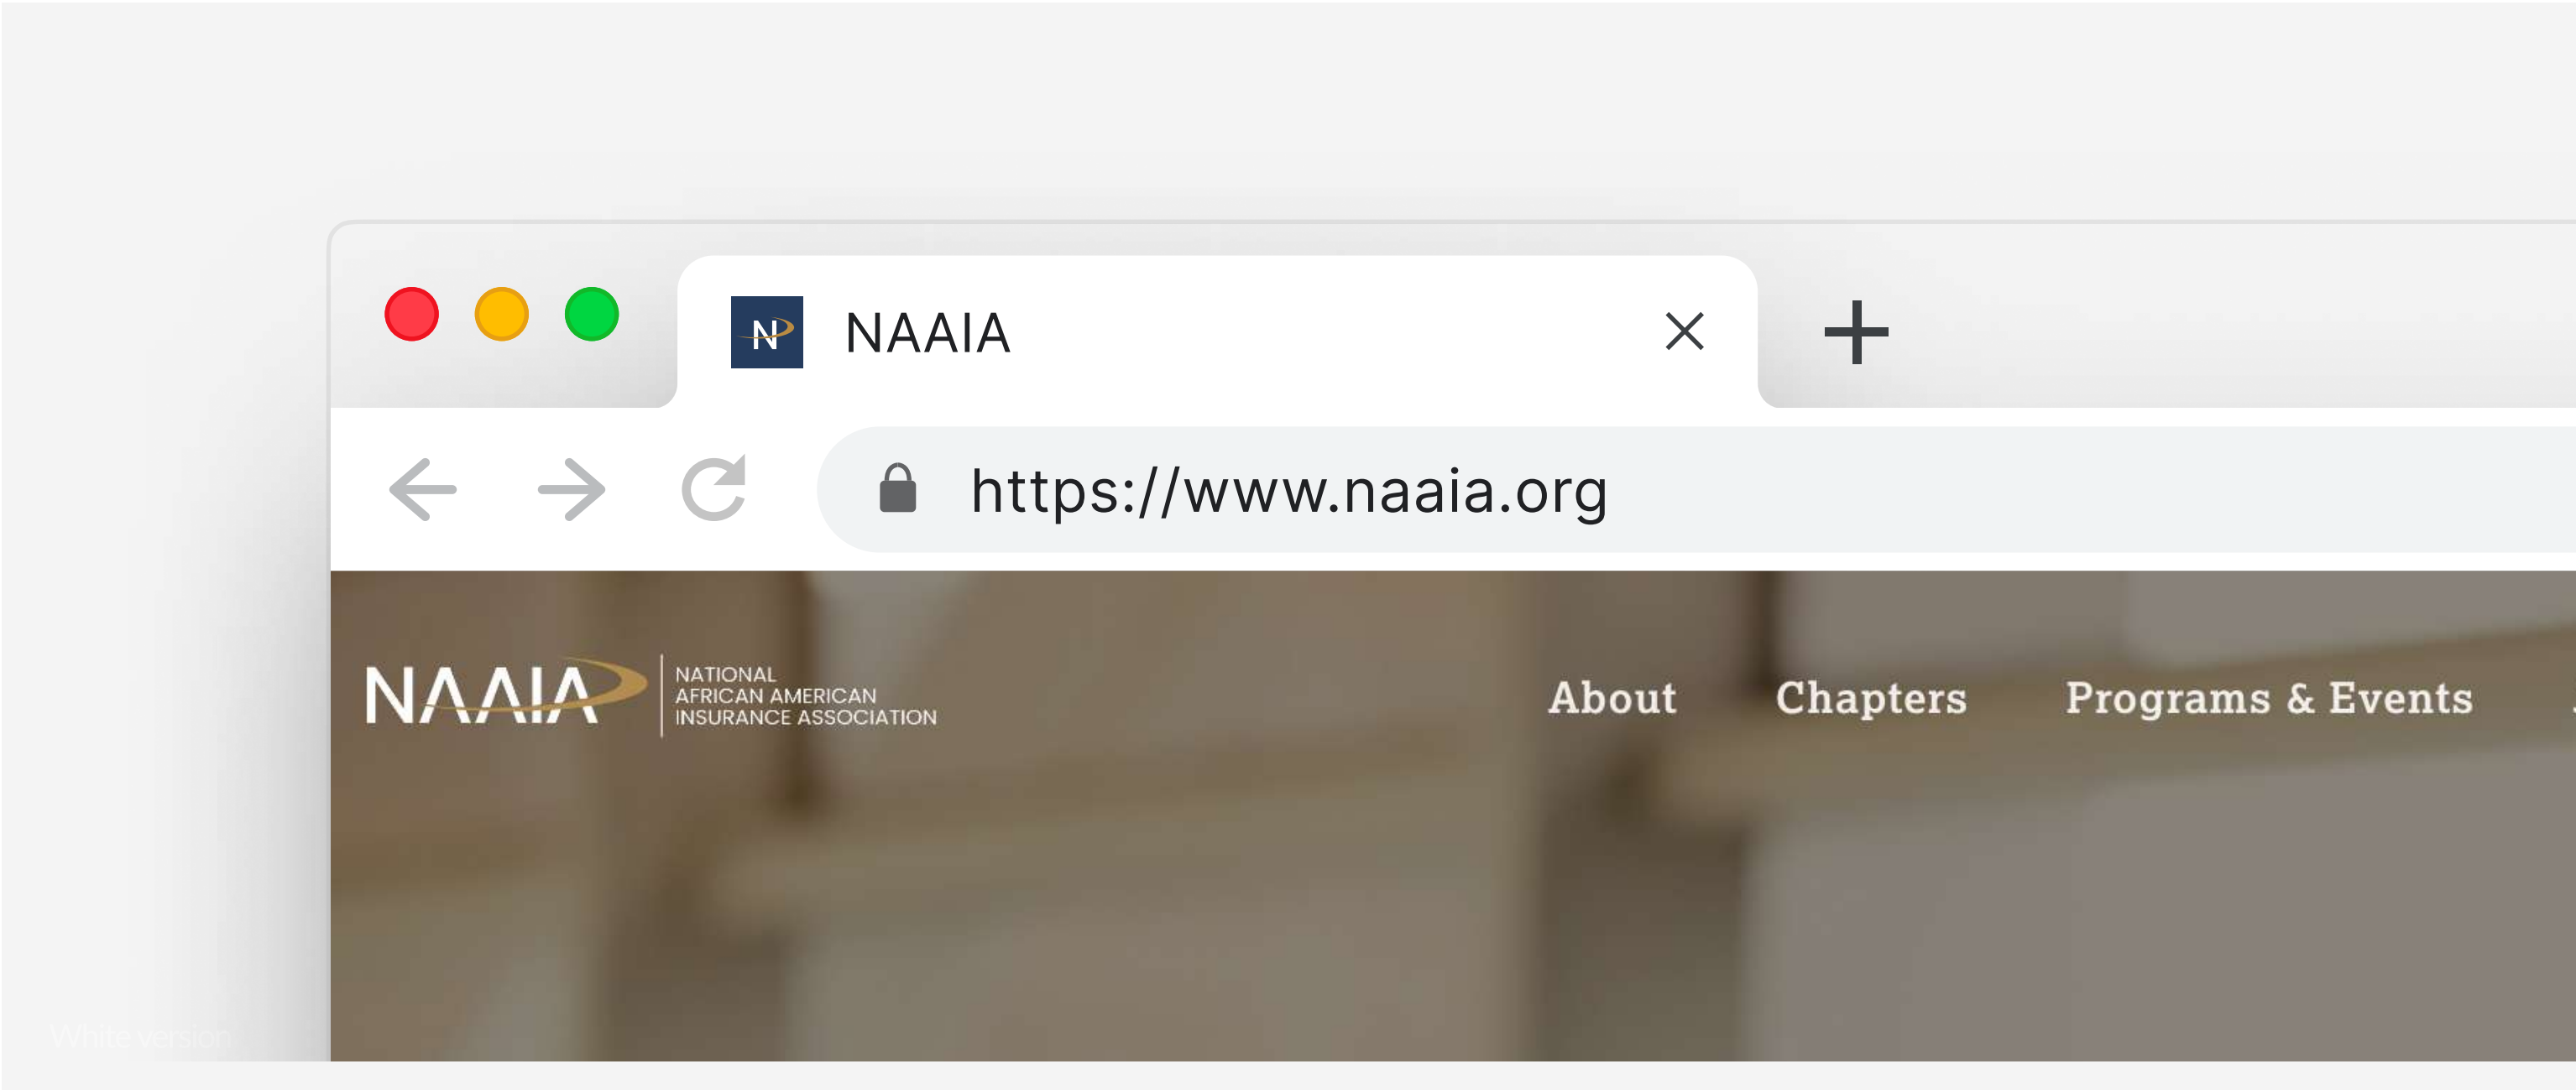 N
NAAIA
https://www.naaia.org
NAAIA
NATIONAL
AFRICAN AMERICAN
INSURANCE ASSOCIATION
About Chapters Programs & Events
White version